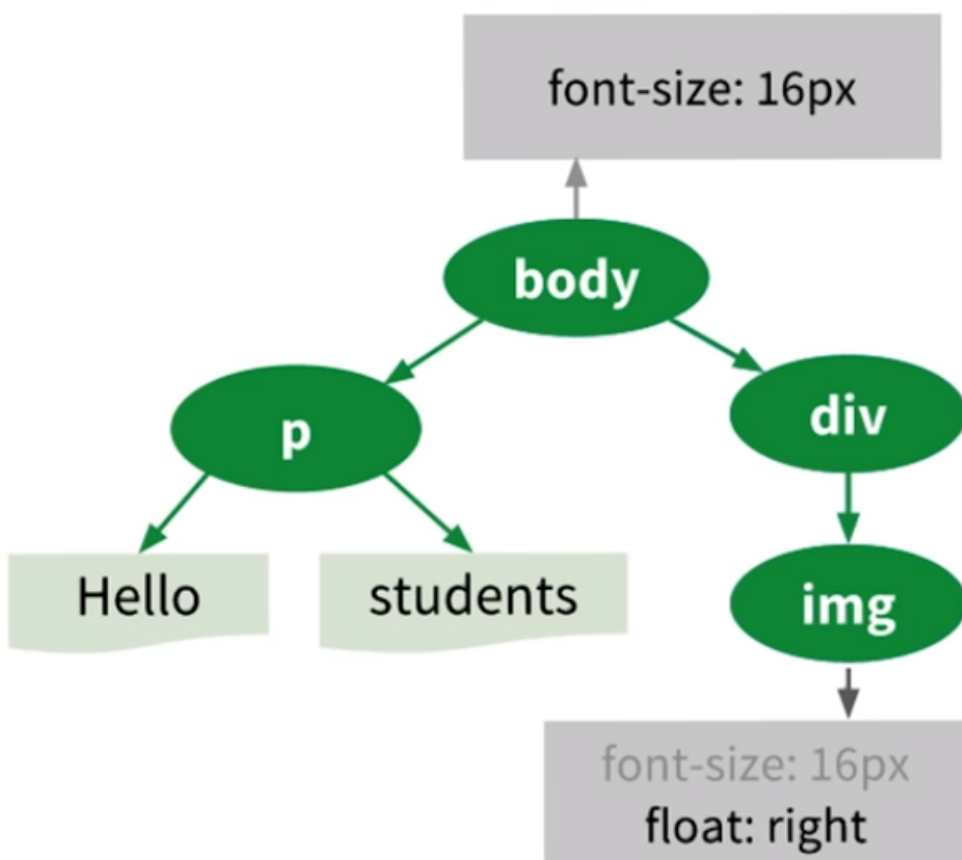 font-size: 16px
body
p
div
Hello
students
img
font-size: 16px
float: right